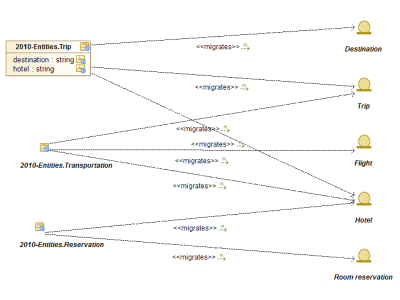 2010-Entities.Trip
destination : string
hotel : string
<<migrates>>
Destination
<<migrates>>
Trip
<<migrates>>
<<migrates>>
Flight
<<migrates>>
2010-Entities.Transportation
<<migrates>>
Hotel
<<migrates>>
2010-Entities.Reservation
<<migrates>>
Room reservation